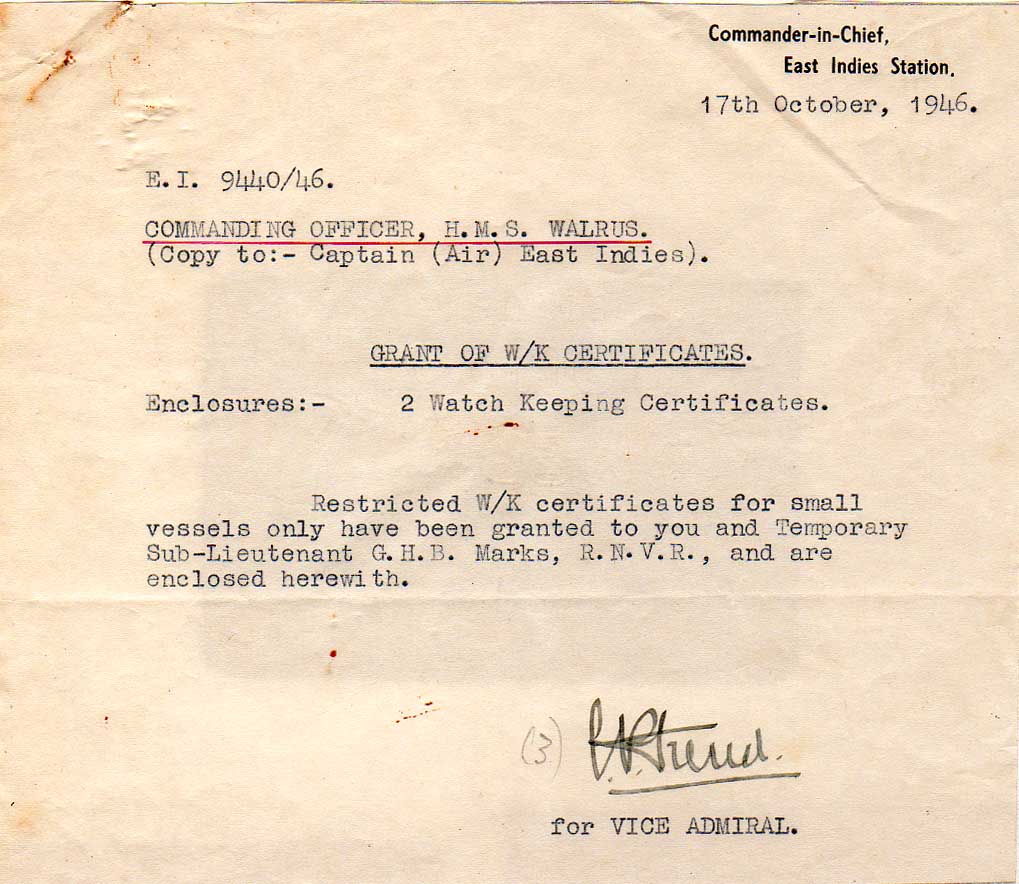 Commander-in-Chief,
East Indies Station.
17th October, 1946.
E.I. 9440/46.
COMMANDING OFFICER, H.M.S. WALRUS.
(Copy to:- Captain (Air) East Indies).
GRANT OF W/K CERTIFICATES.
Enclosures:- 2 Watch Keeping Certificates.
Restricted W/K certificates for small
vessels only have been granted to you and Temporary
Sub-Lieutenant G.H.B. Marks, R.N.V.R., and are
enclosed herewith.
(3)
for VICE ADMIRAL.